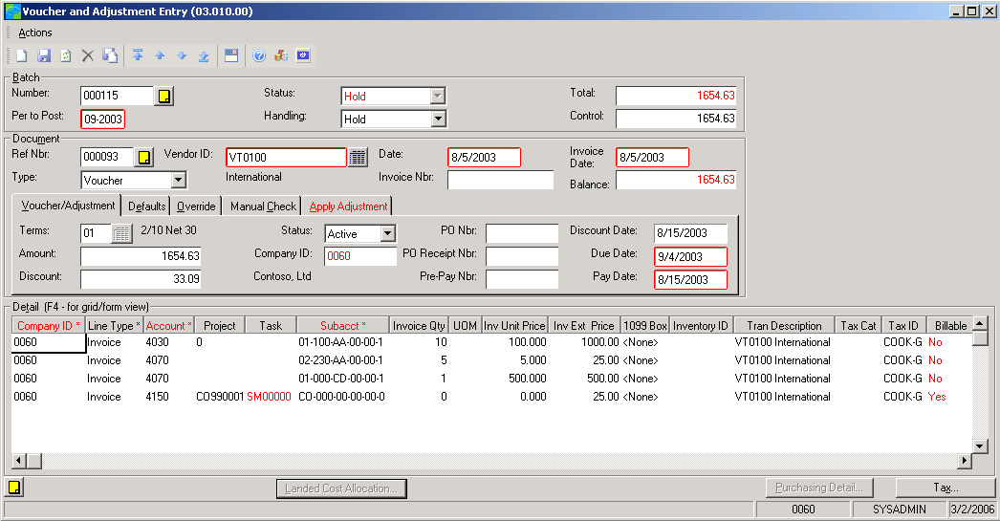 Voucher and Adjustment Entry (03.010.00)
Actions
Batch
Number: 000115 Status: Hold Total: 1654.63
Per to Post: 09-2003 Handling: Hold Control: 1654.63
Document
Ref Nbr: 000093 Vendor ID: VT0100 Date: 8/5/2003 Invoice Date: 8/5/2003
Type: Voucher International Invoice Nbr: Balance: 1654.63
Voucher/Adjustment Defaults Override Manual Check Apply Adjustment
Terms: 01 2/10 Net 30 Status: Active PO Nbr: Discount Date: 8/15/2003
Amount: 1654.63 Company ID: 0060 PO Receipt Nbr: Due Date: 9/4/2003
Discount: 33.09 Contoso, Ltd Pre-Pay Nbr: Pay Date: 8/15/2003
Detail (F4 - for grid/form view)
Company ID * Line Type * Account * Project Task Subacct * Invoice Qty UOM Inv Unit Price Inv Ext Price 1099 Box Inventory ID Tran Description Tax Cat Tax ID Billable
0060 Invoice 4030 0 01-100-AA-00-00-1 10 100.000 1000.00 <None> VT0100 International COOK-G No
0060 Invoice 4070 02-230-AA-00-00-1 5 5.000 25.00 <None> VT0100 International COOK-G No
0060 Invoice 4070 01-000-CD-00-00-1 1 500.000 500.00 <None> VT0100 International COOK-G No
0060 Invoice 4150 CO990001 SM00000 CO-000-00-00-00-0 0 0.000 25.00 <None> VT0100 International COOK-G Yes
Landed Cost Allocation... Purchasing Detail... Tax...
0060 SYSADMIN 3/2/2006